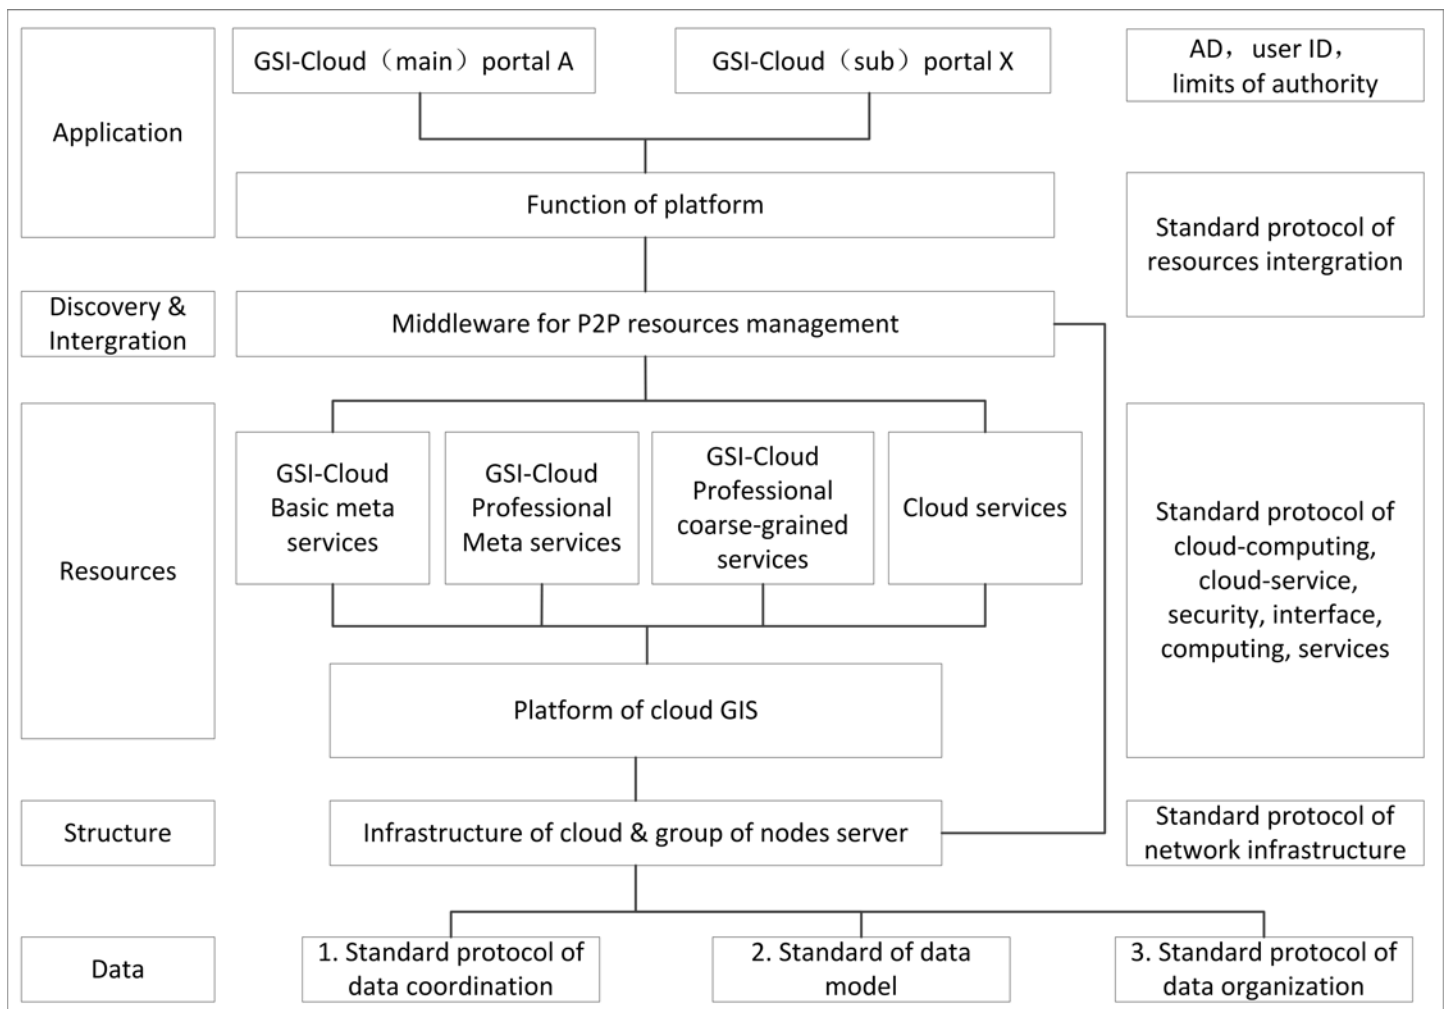 GSI-Cloud（main）portal A
GSI-Cloud（sub）portal X
AD，user ID，
limits of authority
Application
Function of platform
Standard protocol of
resources intergration
Discovery &
Intergration
Middleware for P2P resources management
Resources
GSI-Cloud
Basic meta
services
GSI-Cloud
Professional
Meta services
GSI-Cloud
Professional
coarse-grained
services
Cloud services
Standard protocol of
cloud-computing,
cloud-service,
security, interface,
computing, services
Platform of cloud GIS
Structure
Infrastructure of cloud & group of nodes server
Standard protocol of
network infrastructure
Data
1. Standard protocol of
data coordination
2. Standard of data
model
3. Standard protocol of
data organization